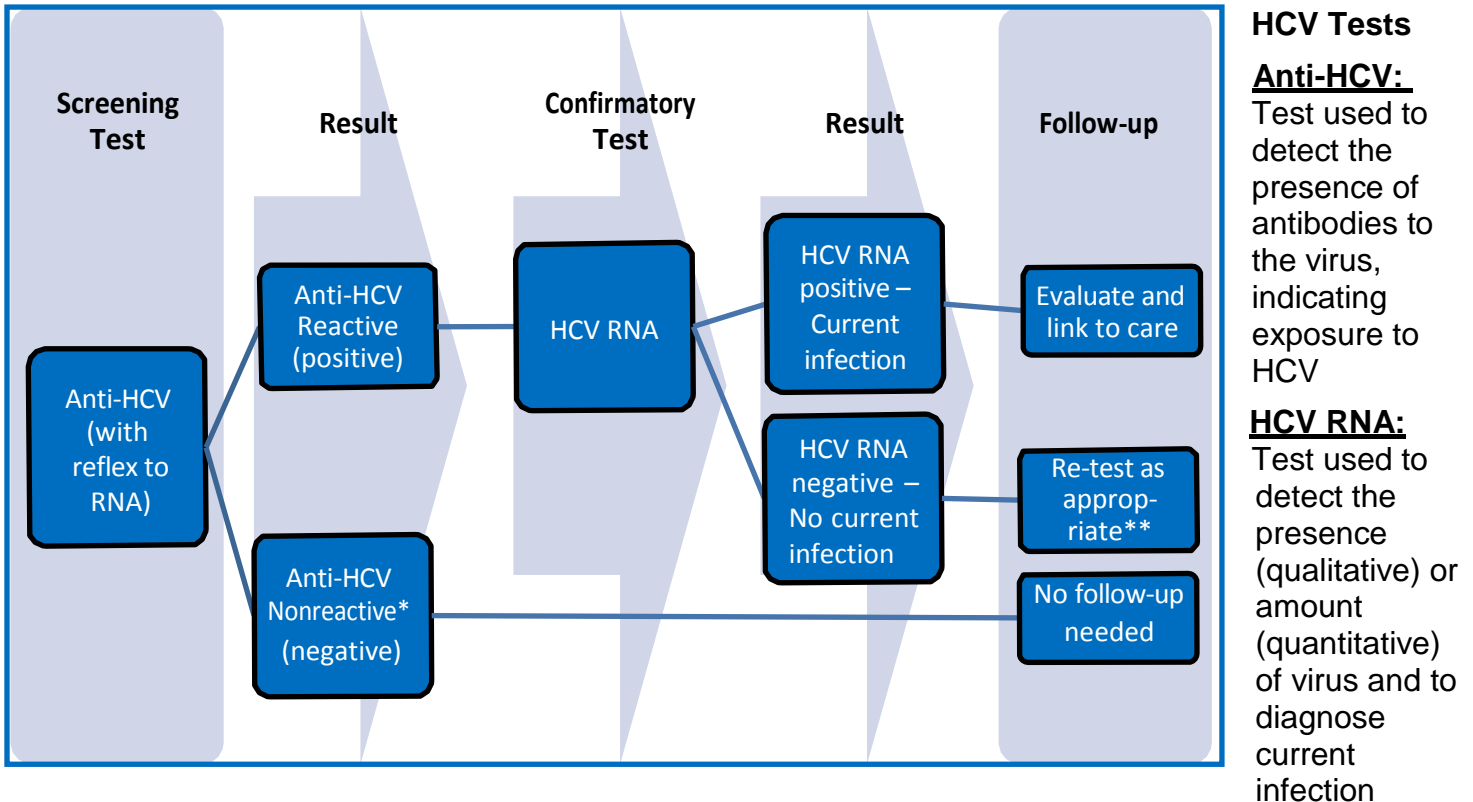 Screening
Test
Result
Confirmatory
Test
Result
Follow-up
Anti-HCV
(with
reflex to
RNA)
Anti-HCV
Reactive
(positive)
Anti-HCV
Nonreactive*
(negative)
HCV RNA
HCV RNA
positive –
Current
infection
HCV RNA
negative –
No current
infection
Evaluate and
link to care
Re-test as
approp-
riate**
No follow-up
needed
HCV Tests
Anti-HCV:
Test used to
detect the
presence of
antibodies to
the virus,
indicating
exposure to
HCV
HCV RNA:
Test used to
detect the
presence
(qualitative) or
amount
(quantitative)
of virus and to
diagnose
current
infection